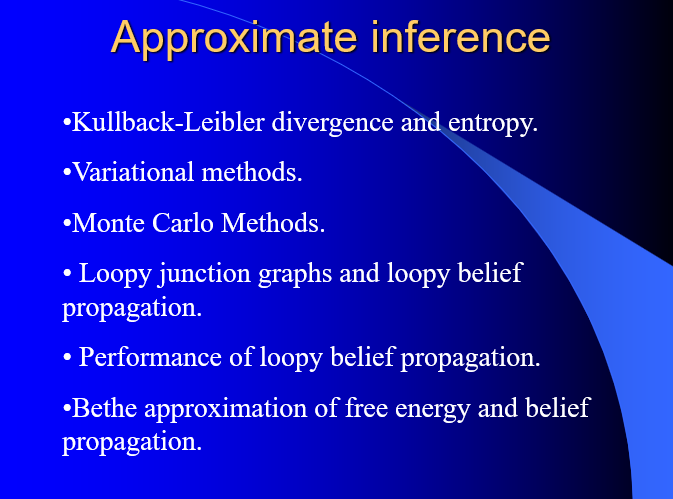 Approximate inference
•Kullback-Leibler divergence and entropy.
•Variational methods.
•Monte Carlo Methods.
• Loopy junction graphs and loopy belief
propagation.
• Performance of loopy belief propagation.
•Bethe approximation of free energy and belief
propagation.